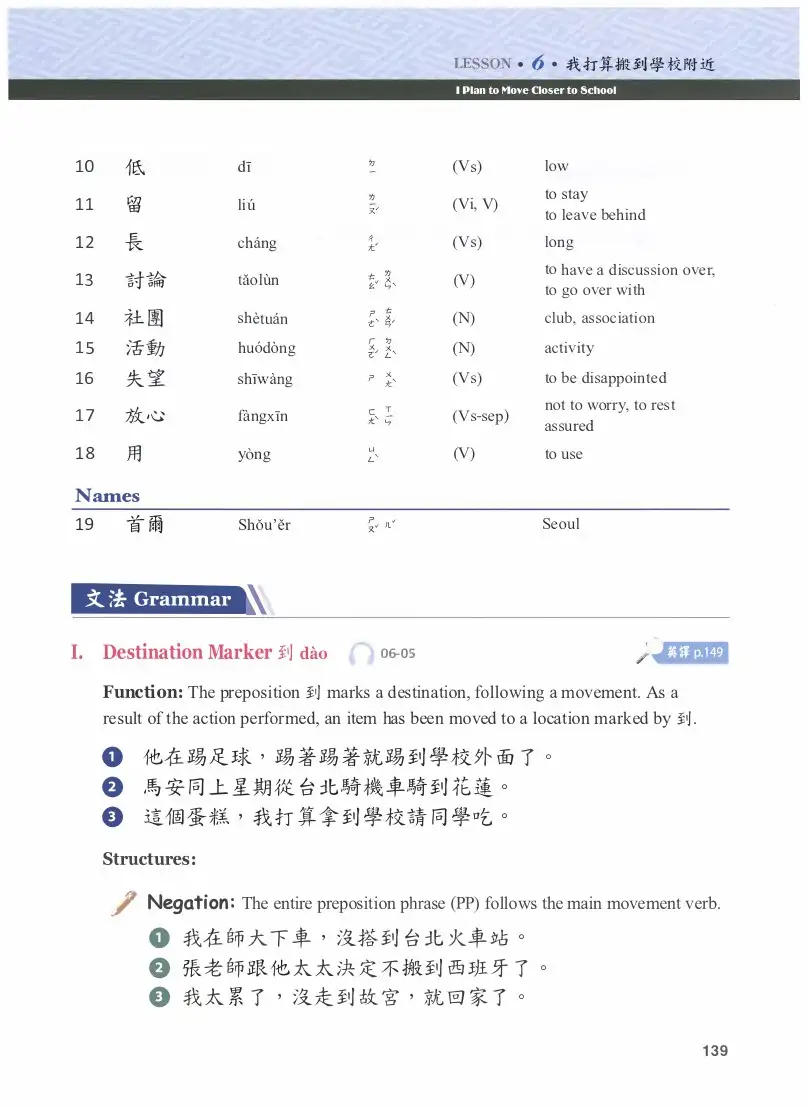 LESSON • 6 • 我打算搬到學校附近
I Plan to Move Closer to School
10 低 dī ㄉㄧ (Vs) low
11 留 liú ㄌㄧㄡˊ (Vi, V) to stay
to leave behind
12 長 cháng ㄔㄤˊ (Vs) long
13 討論 tǎolùn ㄊㄠˇ ㄌㄨㄣˋ (V) to have a discussion over,
to go over with
14 社團 shètuán ㄕㄜˋ ㄊㄨㄢˊ (N) club, association
15 活動 huódòng ㄏㄨㄛˊ ㄉㄨㄥˋ (N) activity
16 失望 shīwàng ㄕ ㄨㄤˋ (Vs) to be disappointed
17 放心 fàngxīn ㄈㄤˋ ㄒㄧㄣ (Vs-sep) not to worry, to rest
assured
18 用 yòng ㄩㄥˋ (V) to use
Names
19 首爾 Shǒu’ěr ㄕㄡˇ ㄦˇ Seoul
文法 Grammar
I. Destination Marker 到 dào 06-05 英譯 p.149
Function: The preposition 到 marks a destination, following a movement. As a
result of the action performed, an item has been moved to a location marked by 到.
1 他在踢足球，踢著踢著就踢到學校外面了。
2 馬安同上星期從台北騎機車騎到花蓮。
3 這個蛋糕，我打算拿到學校請同學吃。
Structures:
Negation: The entire preposition phrase (PP) follows the main movement verb.
1 我在師大下車，沒搭到台北火車站。
2 張老師跟他太太決定不搬到西班牙了。
3 我太累了，沒走到故宮，就回家了。
139